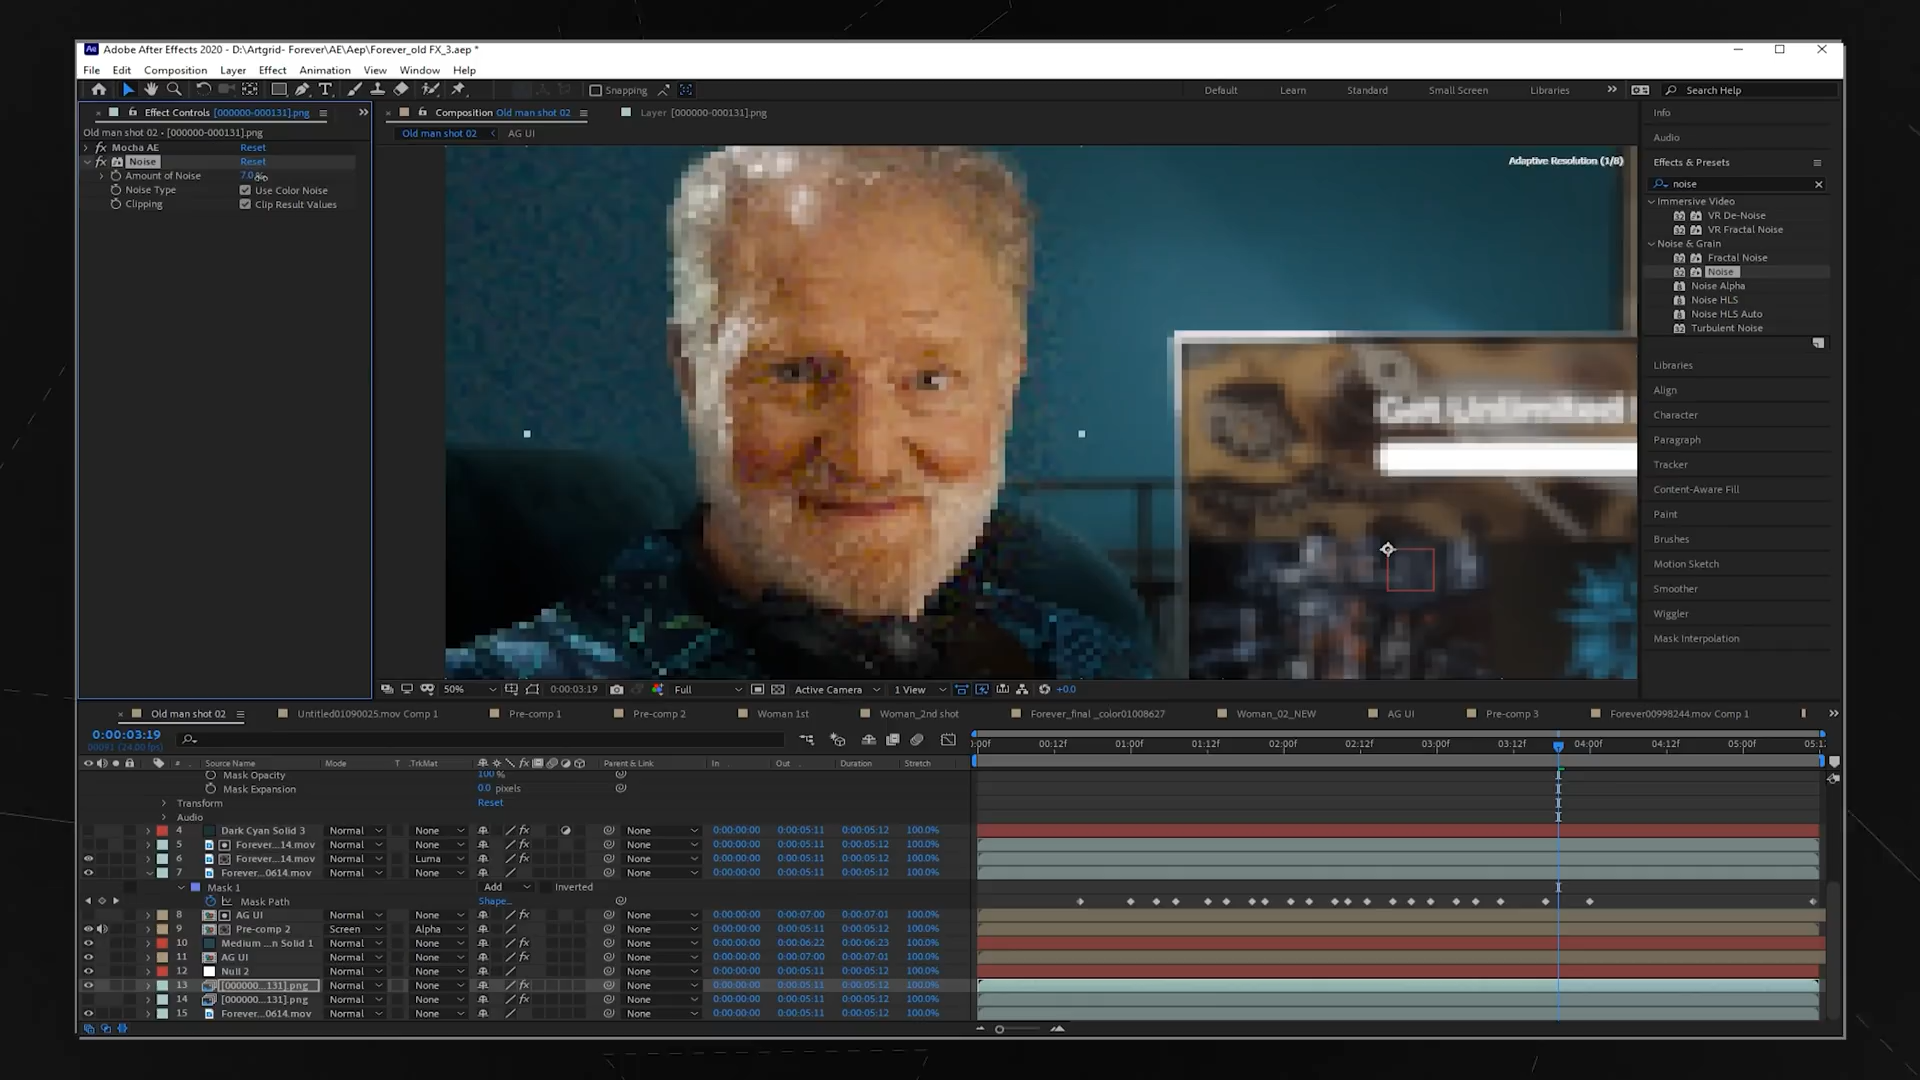 Adobe After Effects 2020 - D:\Artgrid- Forever\AE\Aep\Forever_old FX_3.aep *
File Edit Composition Layer Effect Animation View Window Help
Snapping Default Learn Standard Small Screen Libraries Search Help
Effect Controls [000000-000131].png Composition Old man shot 02 Layer [000000-000131].png
Old man shot 02 • [000000-000131].png
Old man shot 02 AG UI
fx Mocha AE Reset
fx Noise Reset
Amount of Noise 7.0
Noise Type Use Color Noise
Clipping Clip Result Values
Adaptive Resolution (1/8)
Get Unlimited
Info
Audio
Effects & Presets
noise
Immersive Video
VR De-Noise
VR Fractal Noise
Noise & Grain
Fractal Noise
Noise
Noise Alpha
Noise HLS
Noise HLS Auto
Turbulent Noise
Libraries
Align
Character
Paragraph
Tracker
Content-Aware Fill
Paint
Brushes
Motion Sketch
Smoother
Wiggler
Mask Interpolation
50% 0:00:03:19 Full Active Camera 1 View +0.0
Old man shot 02 Untitled01090025.mov Comp 1 Pre-comp 1 Pre-comp 2 Woman 1st Woman_2nd shot Forever_final _color01008627 Woman_02_NEW AG UI Pre-comp 3 Forever00998244.mov Comp 1
0:00:03:19
00091 (24.00 fps)
:00f 00:12f 01:00f 01:12f 02:00f 02:12f 03:00f 03:12f 04:00f 04:12f 05:00f 05:1
# Source Name Mode T .TrkMat Parent & Link In Out Duration Stretch
Mask Opacity 100 %
Mask Expansion 0.0 pixels
Transform Reset
Audio
4 Dark Cyan Solid 3 Normal None fx None 0:00:00:00 0:00:05:11 0:00:05:12 100.0%
5 Forever...14.mov Normal None fx None 0:00:00:00 0:00:05:11 0:00:05:12 100.0%
6 Forever...14.mov Normal Luma fx None 0:00:00:00 0:00:05:11 0:00:05:12 100.0%
7 Forever...0614.mov Normal None None 0:00:00:00 0:00:05:11 0:00:05:12 100.0%
Mask 1 Add Inverted
Mask Path Shape...
8 AG UI Normal None fx None 0:00:00:00 0:00:07:00 0:00:07:01 100.0%
9 Pre-comp 2 Screen Alpha None 0:00:00:00 0:00:07:00 0:00:07:01 100.0%
10 Medium ...n Solid 1 Normal None fx None 0:00:00:00 0:00:06:22 0:00:06:23 100.0%
11 AG UI Normal None fx None 0:00:00:00 0:00:07:00 0:00:07:01 100.0%
12 Null 2 Normal None None 0:00:00:00 0:00:05:11 0:00:05:12 100.0%
13 [000000...131].png Normal None fx None 0:00:00:00 0:00:05:11 0:00:05:12 100.0%
14 [000000...131].png Normal None fx None 0:00:00:00 0:00:05:11 0:00:05:12 100.0%
15 Forever...0614.mov Normal None fx None 0:00:00:00 0:00:05:11 0:00:05:12 100.0%